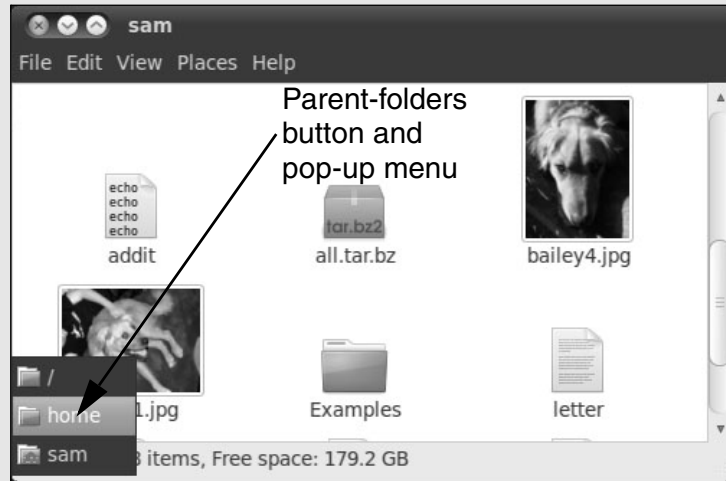 sam
File Edit View Places Help
Parent-folders
button and
pop-up menu
echo
echo
echo
echo
tar.bz2
addit
all.tar.bz
bailey4.jpg
/
home
1.jpg
Examples
letter
sam
items, Free space: 179.2 GB